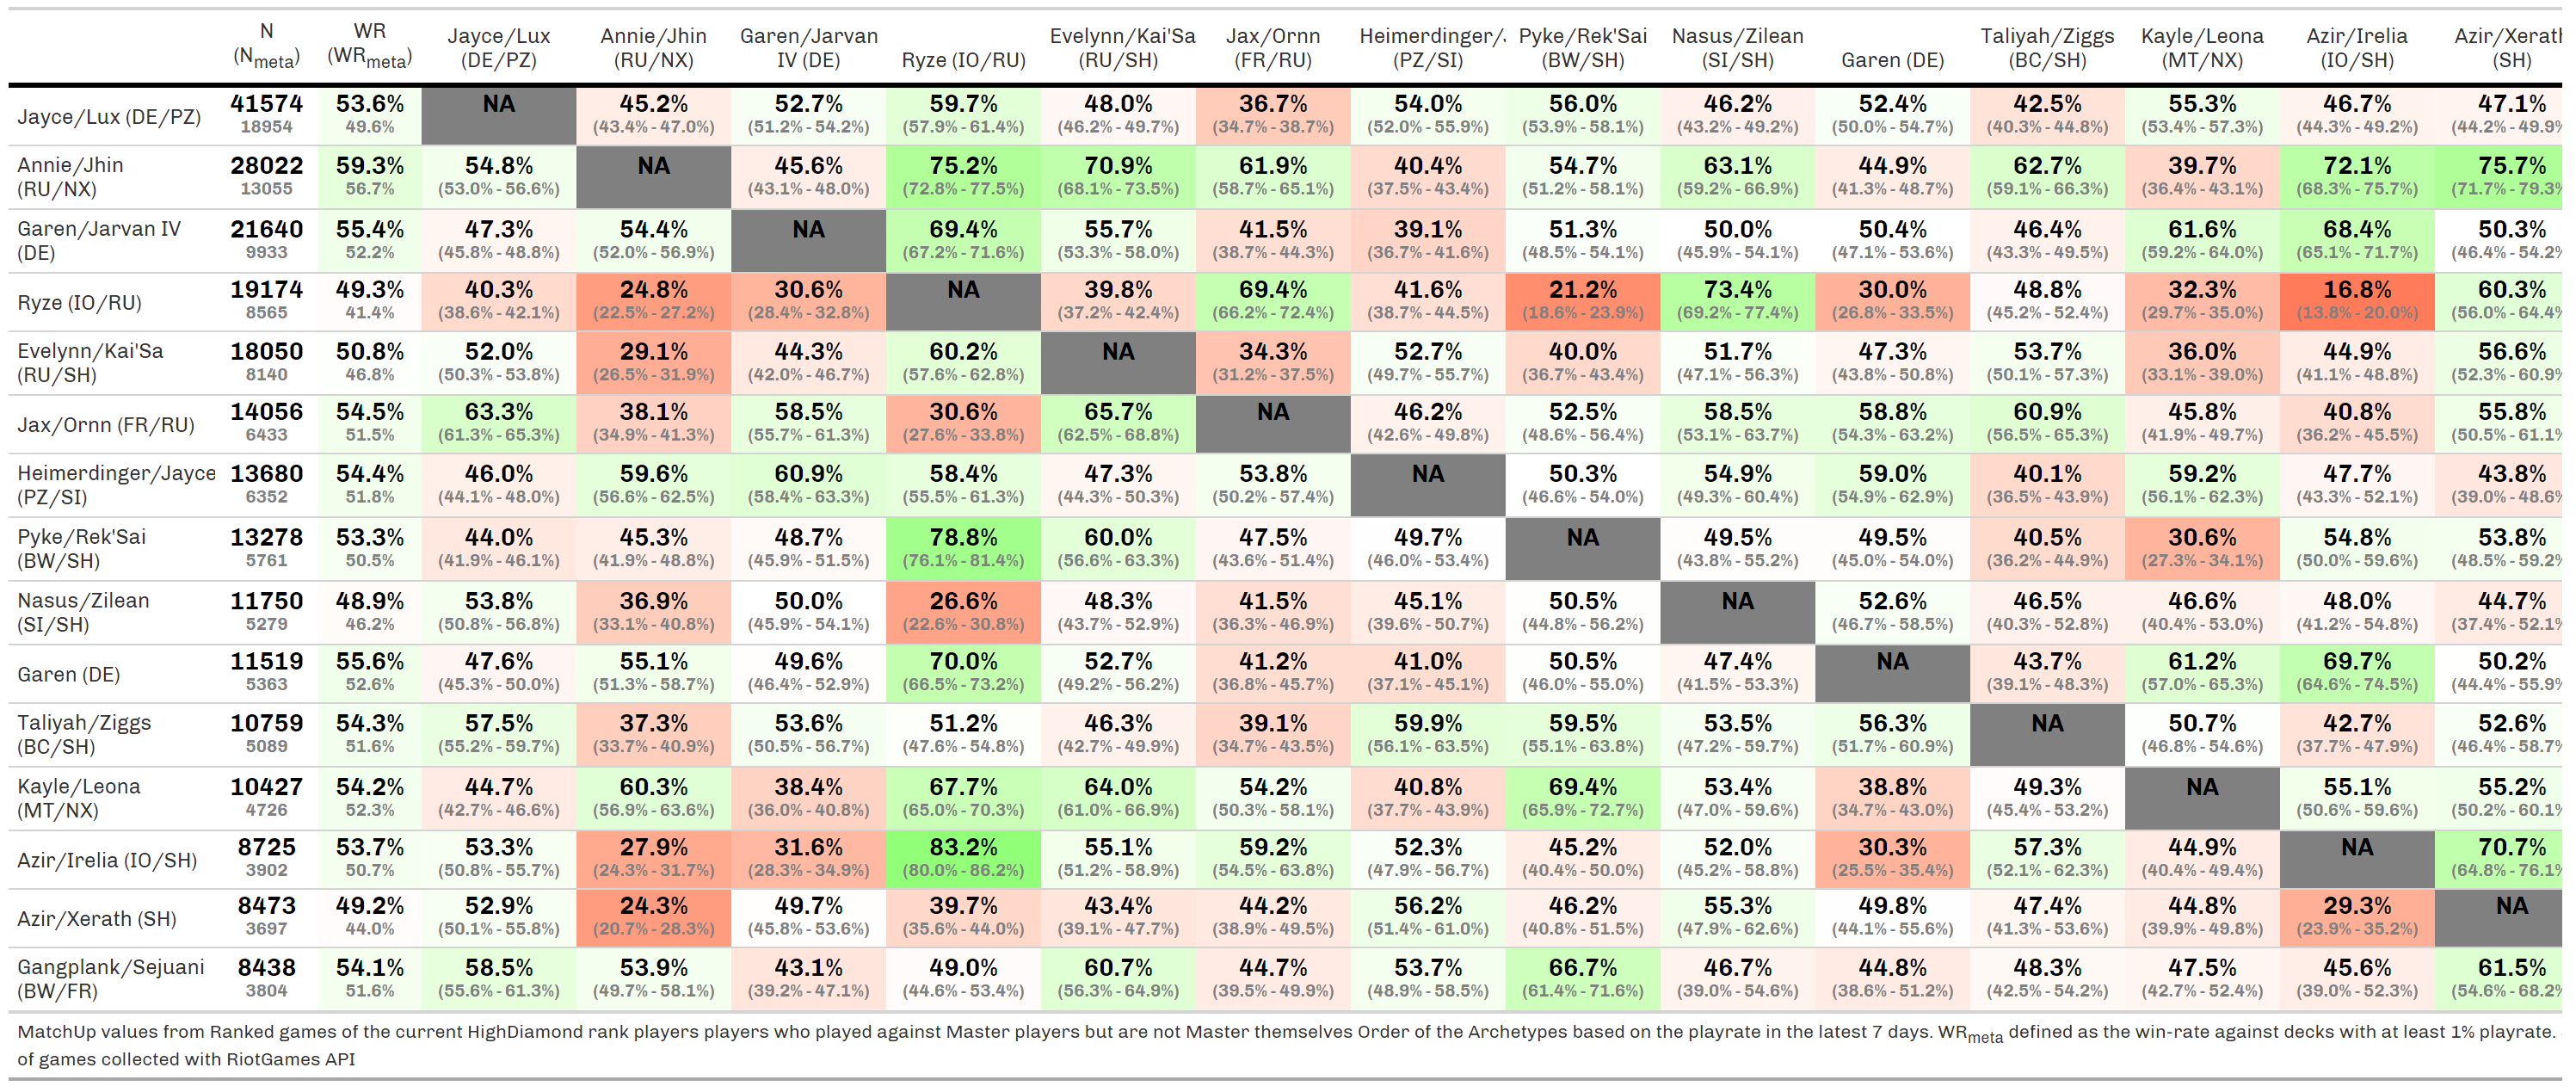 N WR Jayce/Lux Annie/Jhin Garen/Jarvan Evelynn/Kai'Sa Jax/Ornn Heimerdinger/ Pyke/Rek'Sai Nasus/Zilean Taliyah/Ziggs Kayle/Leona Azir/Irelia Azir/Xerath
(Nmeta) (WRmeta) (DE/PZ) (RU/NX) IV (DE) Ryze (IO/RU) (RU/SH) (FR/RU) (PZ/SI) (BW/SH) (SI/SH) Garen (DE) (BC/SH) (MT/NX) (IO/SH) (SH)
Jayce/Lux (DE/PZ) 41574 53.6% NA 45.2% 52.7% 59.7% 48.0% 36.7% 54.0% 56.0% 46.2% 52.4% 42.5% 55.3% 46.7% 47.1%
18954 49.6% (43.4% - 47.0%) (51.2% - 54.2%) (57.9% - 61.4%) (46.2% - 49.7%) (34.7% - 38.7%) (52.0% - 55.9%) (53.9% - 58.1%) (43.2% - 49.2%) (50.0% - 54.7%) (40.3% - 44.8%) (53.4% - 57.3%) (44.3% - 49.2%) (44.2% - 49.9%
Annie/Jhin 28022 59.3% 54.8% NA 45.6% 75.2% 70.9% 61.9% 40.4% 54.7% 63.1% 44.9% 62.7% 39.7% 72.1% 75.7%
(RU/NX) 13055 56.7% (53.0% - 56.6%) (43.1% - 48.0%) (72.8% - 77.5%) (68.1% - 73.5%) (58.7% - 65.1%) (37.5% - 43.4%) (51.2% - 58.1%) (59.2% - 66.9%) (41.3% - 48.7%) (59.1% - 66.3%) (36.4% - 43.1%) (68.3% - 75.7%) (71.7% - 79.3%
Garen/Jarvan IV 21640 55.4% 47.3% 54.4% NA 69.4% 55.7% 41.5% 39.1% 51.3% 50.0% 50.4% 46.4% 61.6% 68.4% 50.3%
(DE) 9933 52.2% (45.8% - 48.8%) (52.0% - 56.9%) (67.2% - 71.6%) (53.3% - 58.0%) (38.7% - 44.3%) (36.7% - 41.6%) (48.5% - 54.1%) (45.9% - 54.1%) (47.1% - 53.6%) (43.3% - 49.5%) (59.2% - 64.0%) (65.1% - 71.7%) (46.4% - 54.2%
Ryze (IO/RU) 19174 49.3% 40.3% 24.8% 30.6% NA 39.8% 69.4% 41.6% 21.2% 73.4% 30.0% 48.8% 32.3% 16.8% 60.3%
8565 41.4% (38.6% - 42.1%) (22.5% - 27.2%) (28.4% - 32.8%) (37.2% - 42.4%) (66.2% - 72.4%) (38.7% - 44.5%) (18.6% - 23.9%) (69.2% - 77.4%) (26.8% - 33.5%) (45.2% - 52.4%) (29.7% - 35.0%) (13.8% - 20.0%) (56.0% - 64.4%
Evelynn/Kai'Sa 18050 50.8% 52.0% 29.1% 44.3% 60.2% NA 34.3% 52.7% 40.0% 51.7% 47.3% 53.7% 36.0% 44.9% 56.6%
(RU/SH) 8140 46.8% (50.3% - 53.8%) (26.5% - 31.9%) (42.0% - 46.7%) (57.6% - 62.8%) (31.2% - 37.5%) (49.7% - 55.7%) (36.7% - 43.4%) (47.1% - 56.3%) (43.8% - 50.8%) (50.1% - 57.3%) (33.1% - 39.0%) (41.1% - 48.8%) (52.3% - 60.9%
Jax/Ornn (FR/RU) 14056 54.5% 63.3% 38.1% 58.5% 30.6% 65.7% NA 46.2% 52.5% 58.5% 58.8% 60.9% 45.8% 40.8% 55.8%
6433 51.5% (61.3% - 65.3%) (34.9% - 41.3%) (55.7% - 61.3%) (27.6% - 33.8%) (62.5% - 68.8%) (42.6% - 49.8%) (48.6% - 56.4%) (53.1% - 63.7%) (54.3% - 63.2%) (56.5% - 65.3%) (41.9% - 49.7%) (36.2% - 45.5%) (50.5% - 61.1%
Heimerdinger/Jayce 13680 54.4% 46.0% 59.6% 60.9% 58.4% 47.3% 53.8% NA 50.3% 54.9% 59.0% 40.1% 59.2% 47.7% 43.8%
(PZ/SI) 6352 51.8% (44.1% - 48.0%) (56.6% - 62.5%) (58.4% - 63.3%) (55.5% - 61.3%) (44.3% - 50.3%) (50.2% - 57.4%) (46.6% - 54.0%) (49.3% - 60.4%) (54.9% - 62.9%) (36.5% - 43.9%) (56.1% - 62.3%) (43.3% - 52.1%) (39.0% - 48.6%
Pyke/Rek'Sai 13278 53.3% 44.0% 45.3% 48.7% 78.8% 60.0% 47.5% 49.7% NA 49.5% 49.5% 40.5% 30.6% 54.8% 53.8%
(BW/SH) 5761 50.5% (41.9% - 46.1%) (41.9% - 48.8%) (45.9% - 51.5%) (76.1% - 81.4%) (56.6% - 63.3%) (43.6% - 51.4%) (46.0% - 53.4%) (43.8% - 55.2%) (45.0% - 54.0%) (36.2% - 44.9%) (27.3% - 34.1%) (50.0% - 59.6%) (48.5% - 59.2%
Nasus/Zilean 11750 48.9% 53.8% 36.9% 50.0% 26.6% 48.3% 41.5% 45.1% 50.5% NA 52.6% 46.5% 46.6% 48.0% 44.7%
(SI/SH) 5279 46.2% (50.8% - 56.8%) (33.1% - 40.8%) (45.9% - 54.1%) (22.6% - 30.8%) (43.7% - 52.9%) (36.3% - 46.9%) (39.6% - 50.7%) (44.8% - 56.2%) (46.7% - 58.5%) (40.3% - 52.8%) (40.4% - 53.0%) (41.2% - 54.8%) (37.4% - 52.1%
Garen (DE) 11519 55.6% 47.6% 55.1% 49.6% 70.0% 52.7% 41.2% 41.0% 50.5% 47.4% NA 43.7% 61.2% 69.7% 50.2%
5363 52.6% (45.3% - 50.0%) (51.3% - 58.7%) (46.4% - 52.9%) (66.5% - 73.2%) (49.2% - 56.2%) (36.8% - 45.7%) (37.1% - 45.1%) (46.0% - 55.0%) (41.5% - 53.3%) (39.1% - 48.3%) (57.0% - 65.3%) (64.6% - 74.5%) (44.4% - 55.9%
Taliyah/Ziggs 10759 54.3% 57.5% 37.3% 53.6% 51.2% 46.3% 39.1% 59.9% 59.5% 53.5% 56.3% NA 50.7% 42.7% 52.6%
(BC/SH) 5089 51.6% (55.2% - 59.7%) (33.7% - 40.9%) (50.5% - 56.7%) (47.6% - 54.8%) (42.7% - 49.9%) (34.7% - 43.5%) (56.1% - 63.5%) (55.1% - 63.8%) (47.2% - 59.7%) (51.7% - 60.9%) (46.8% - 54.6%) (37.7% - 47.9%) (46.4% - 58.7%
Kayle/Leona 10427 54.2% 44.7% 60.3% 38.4% 67.7% 64.0% 54.2% 40.8% 69.4% 53.4% 38.8% 49.3% NA 55.1% 55.2%
(MT/NX) 4726 52.3% (42.7% - 46.6%) (56.9% - 63.6%) (36.0% - 40.8%) (65.0% - 70.3%) (61.0% - 66.9%) (50.3% - 58.1%) (37.7% - 43.9%) (65.9% - 72.7%) (47.0% - 59.6%) (34.7% - 43.0%) (45.4% - 53.2%) (50.6% - 59.6%) (50.2% - 60.1%
Azir/Irelia (IO/SH) 8725 53.7% 53.3% 27.9% 31.6% 83.2% 55.1% 59.2% 52.3% 45.2% 52.0% 30.3% 57.3% 44.9% NA 70.7%
3902 50.7% (50.8% - 55.7%) (24.3% - 31.7%) (28.3% - 34.9%) (80.0% - 86.2%) (51.2% - 58.9%) (54.5% - 63.8%) (47.9% - 56.7%) (40.4% - 50.0%) (45.2% - 58.8%) (25.5% - 35.4%) (52.1% - 62.3%) (40.4% - 49.4%) (64.8% - 76.1%
Azir/Xerath (SH) 8473 49.2% 52.9% 24.3% 49.7% 39.7% 43.4% 44.2% 56.2% 46.2% 55.3% 49.8% 47.4% 44.8% 29.3% NA
3697 44.0% (50.1% - 55.8%) (20.7% - 28.3%) (45.8% - 53.6%) (35.6% - 44.0%) (39.1% - 47.7%) (38.9% - 49.5%) (51.4% - 61.0%) (40.8% - 51.5%) (47.9% - 62.6%) (44.1% - 55.6%) (41.3% - 53.6%) (39.9% - 49.8%) (23.9% - 35.2%)
Gangplank/Sejuani 8438 54.1% 58.5% 53.9% 43.1% 49.0% 60.7% 44.7% 53.7% 66.7% 46.7% 44.8% 48.3% 47.5% 45.6% 61.5%
(BW/FR) 3804 51.6% (55.6% - 61.3%) (49.7% - 58.1%) (39.2% - 47.1%) (44.6% - 53.4%) (56.3% - 64.9%) (39.5% - 49.9%) (48.9% - 58.5%) (61.4% - 71.6%) (39.0% - 54.6%) (38.6% - 51.2%) (42.5% - 54.2%) (42.7% - 52.4%) (39.0% - 52.3%) (54.6% - 68.2%
MatchUp values from Ranked games of the current HighDiamond rank players players who played against Master players but are not Master themselves Order of the Archetypes based on the playrate in the latest 7 days. WRmeta defined as the win-rate against decks with at least 1% playrate.
of games collected with RiotGames API